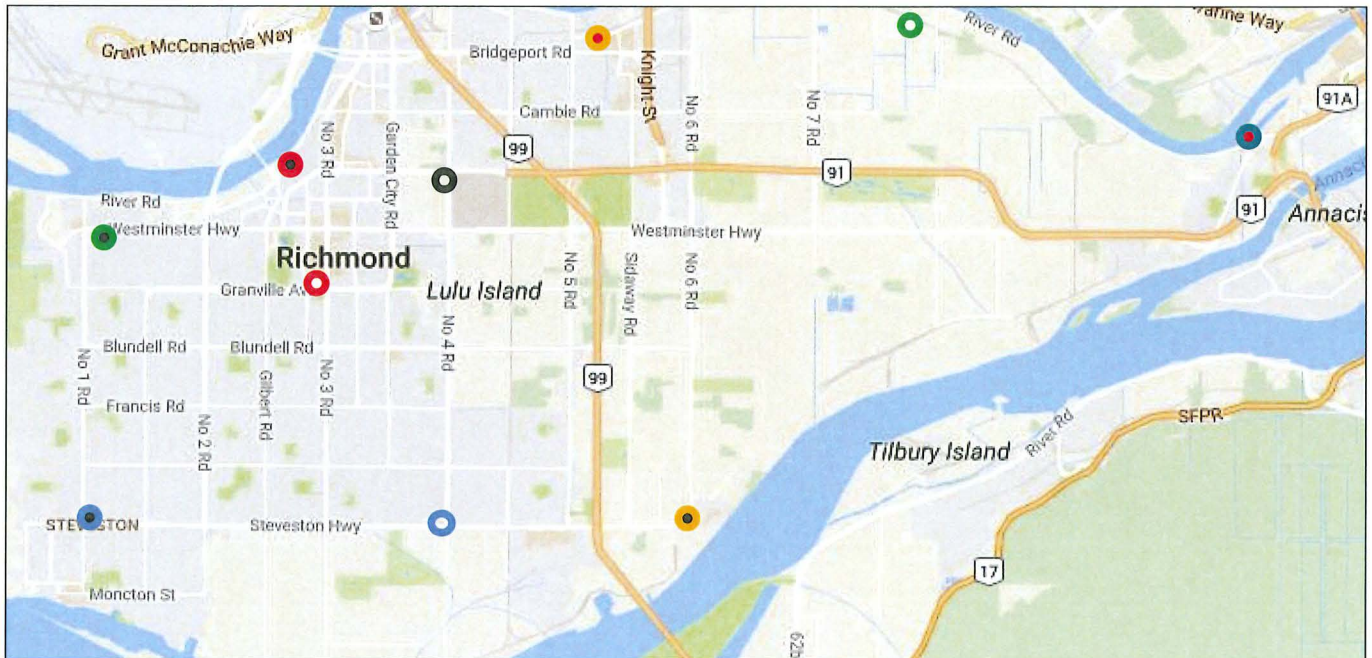 Grant McConachie Way
Bridgeport Rd
Knight St
River Rd
91A
Cambie Rd
No 6 Rd
No 7 Rd
No 3 Rd
Garden City Rd
99
91
River Rd
Westminster Hwy
Westminster Hwy
91
Richmond
Granville
Lulu Island
No 5 Rd
Sidaway Rd
No 6 Rd
Blundell Rd
Blundell Rd
No 4 Rd
No 1 Rd
No 3 Rd
Gilbert Rd
99
Francis Rd
No 2 Rd
SFPR
River Rd
Tilbury Island
Steveston Hwy
17
Moncton St